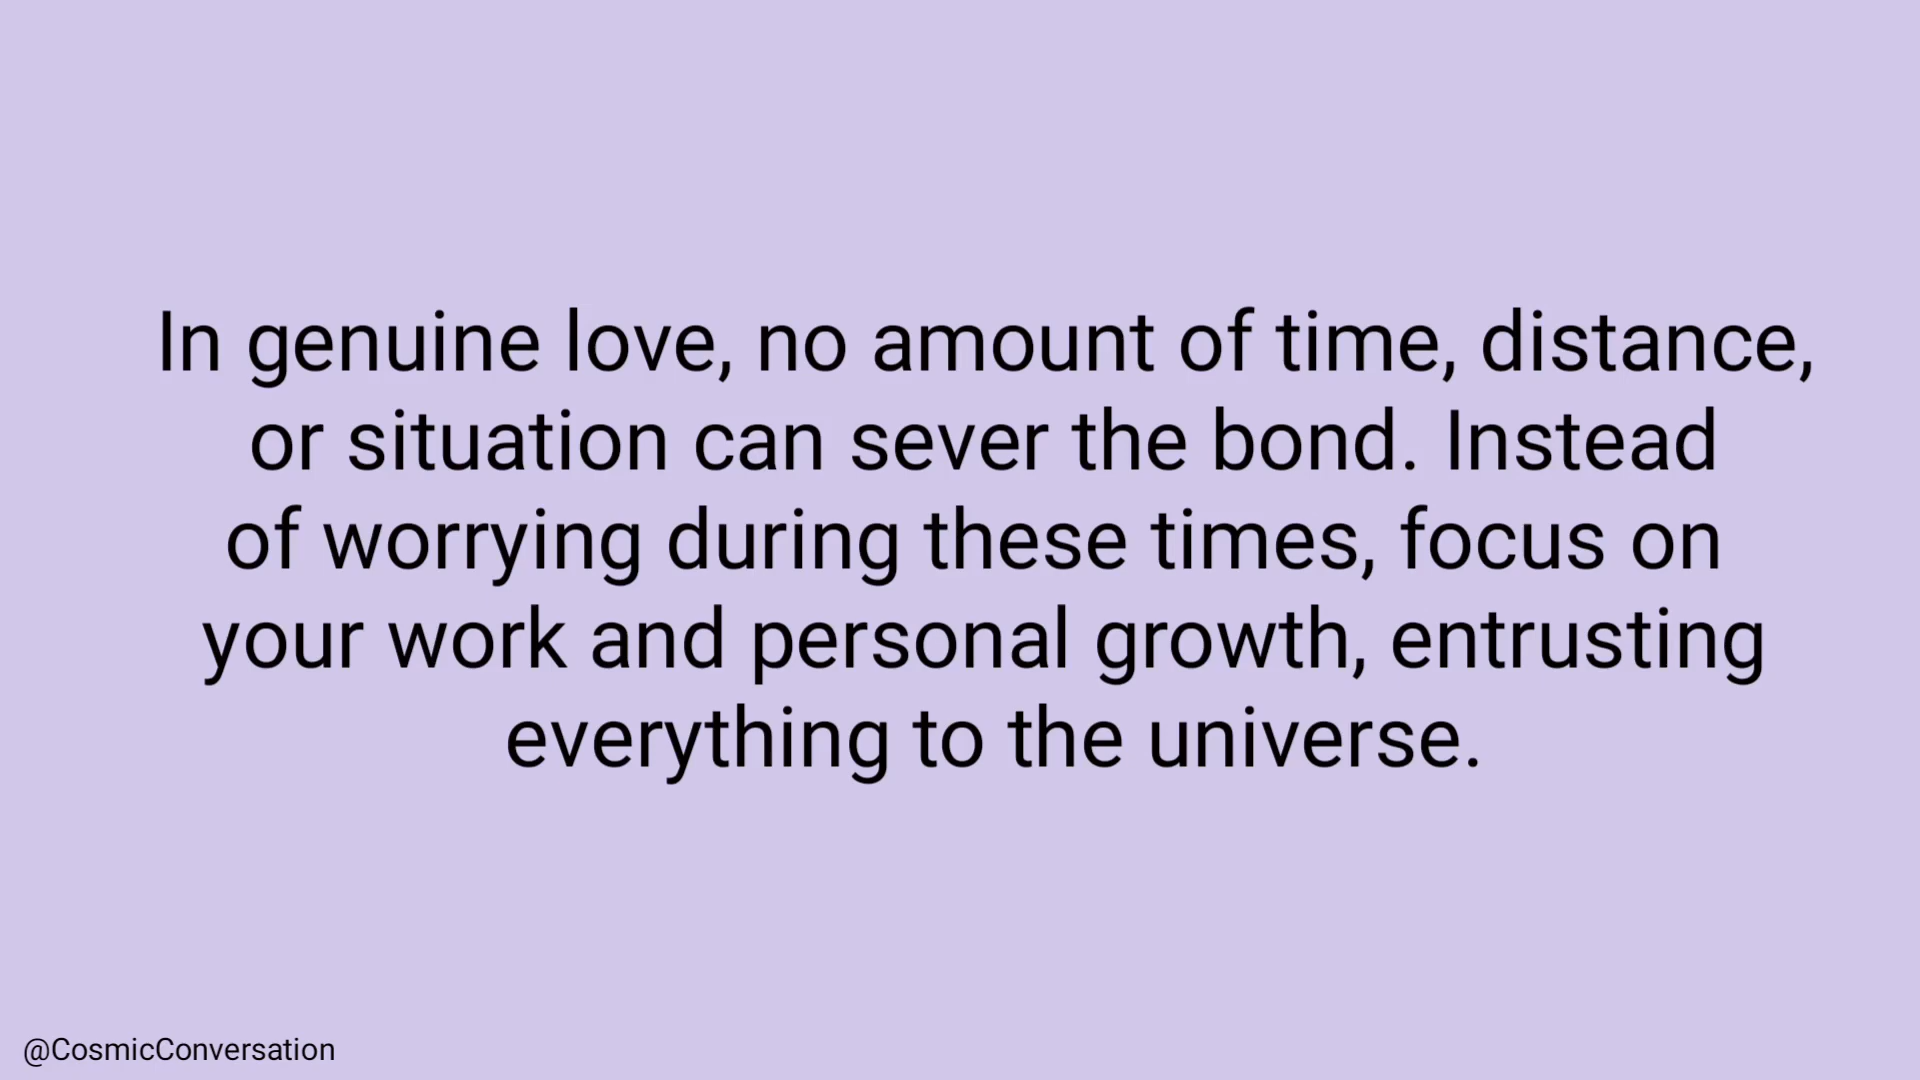 In genuine love, no amount of time, distance,
or situation can sever the bond. Instead
of worrying during these times, focus on
your work and personal growth, entrusting
everything to the universe.
@CosmicConversation